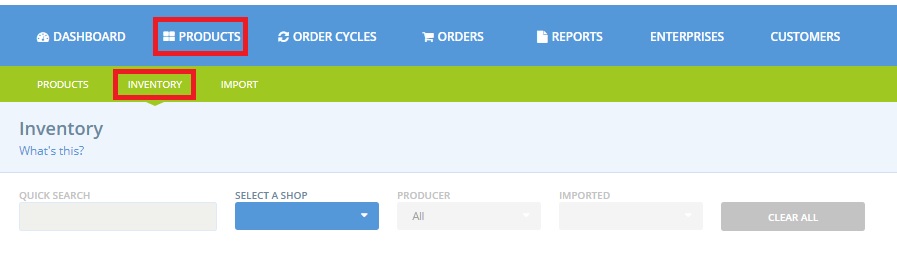 DASHBOARD PRODUCTS ORDER CYCLES ORDERS REPORTS ENTERPRISES CUSTOMERS
PRODUCTS INVENTORY IMPORT
Inventory
What's this?
QUICK SEARCH SELECT A SHOP PRODUCER IMPORTED
All CLEAR ALL